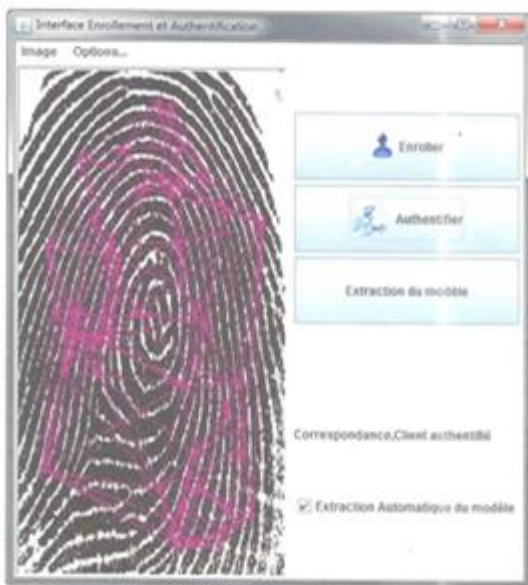 Interface Enrollement et Authentification
Image Options...
Enroller
Authentifier
Extraction du modèle
Correspondance,Client authentifié
Extraction Automatique du modèle